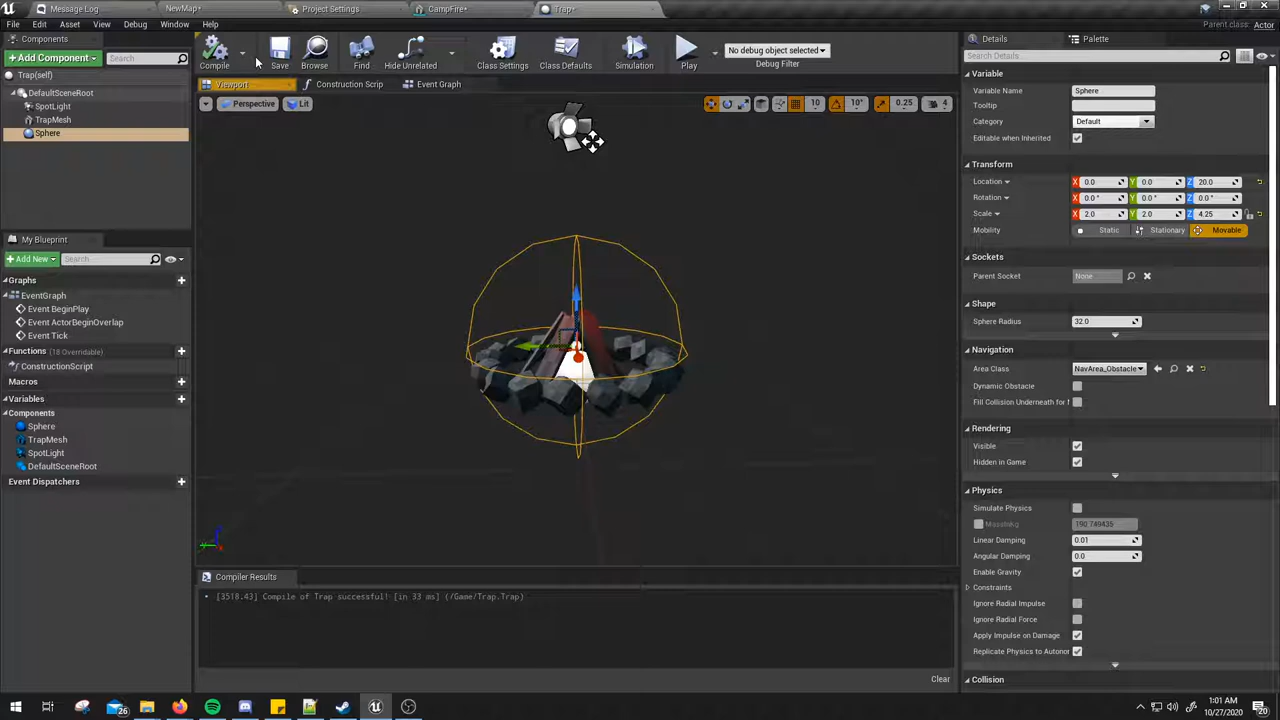 Message Log
NewMap*
Project Settings
CampFire*
Trap*
File Edit Asset View Debug Window Help
Parent class: Actor
Components
+ Add Component
Search
Trap(self)
DefaultSceneRoot
SpotLight
TrapMesh
Sphere
My Blueprint
+ Add New
Search
Graphs
EventGraph
Event BeginPlay
Event ActorBeginOverlap
Event Tick
Functions (18 Overridable)
ConstructionScript
Macros
Variables
Components
Sphere
TrapMesh
SpotLight
DefaultSceneRoot
Event Dispatchers
Compile Save Browse Find Hide Unrelated Class Settings Class Defaults Simulation Play
No debug object selected
Debug Filter
Viewport Construction Scrip Event Graph
Perspective Lit
10 10° 0.25 4
Compiler Results
[3518.43] Compile of Trap successful! [in 33 ms] (/Game/Trap.Trap)
Clear
Details Palette
Search Details
Variable
Variable Name Sphere
Tooltip
Category Default
Editable when Inherited
Transform
Location X 0.0 Y 0.0 Z 20.0
Rotation X 0.0 ° Y 0.0 ° Z 0.0 °
Scale X 2.0 Y 2.0 Z 4.25
Mobility Static Stationary Movable
Sockets
Parent Socket None
Shape
Sphere Radius 32.0
Navigation
Area Class NavArea_Obstacle
Dynamic Obstacle
Fill Collision Underneath for
Rendering
Visible
Hidden in Game
Physics
Simulate Physics
MassInKg 190.749435
Linear Damping 0.01
Angular Damping 0.0
Enable Gravity
Constraints
Ignore Radial Impulse
Ignore Radial Force
Apply Impulse on Damage
Replicate Physics to Autonor
Collision
26
1:01 AM
10/27/2020
20